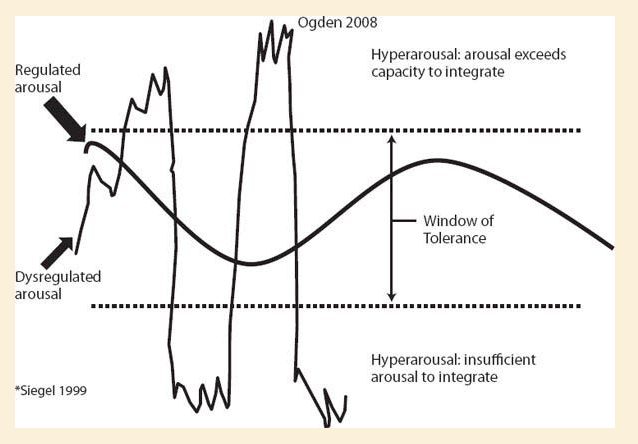 Ogden 2008
Hyperarousal: arousal exceeds
capacity to integrate
Regulated
arousal
Window of
Tolerance
Dysregulated
arousal
Hyperarousal: insufficient
arousal to integrate
*Siegel 1999